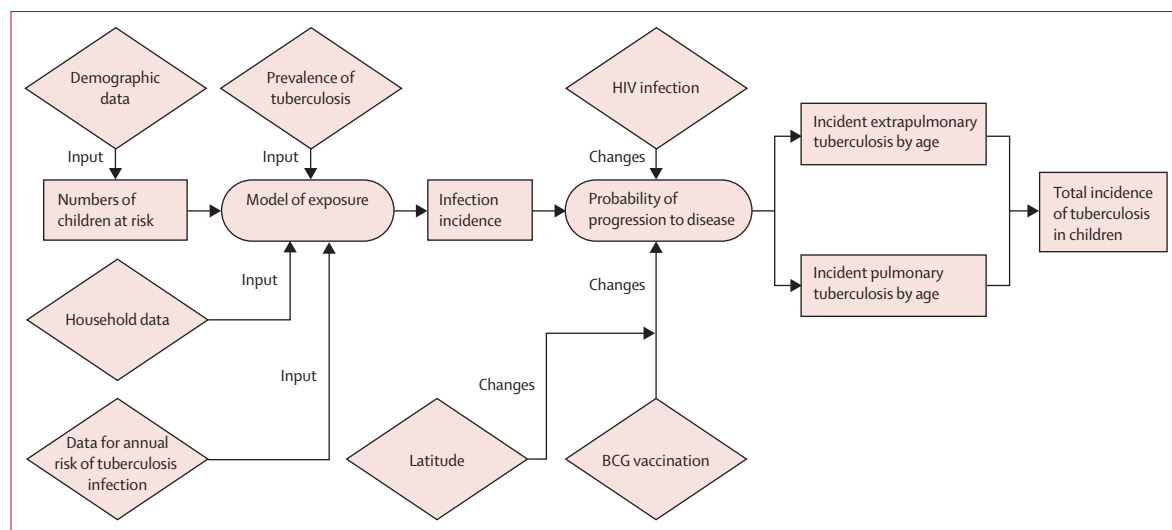 Demographic
data
Prevalence of
tuberculosis
HIV infection
Input
Input
Changes
Numbers of
children at risk
Model of exposure
Infection
incidence
Probability of
progression to disease
Incident extrapulmonary
tuberculosis by age
Total incidence
of tuberculosis
in children
Incident pulmonary
tuberculosis by age
Input
Changes
Household data
Input
Changes
Data for annual
risk of tuberculosis
infection
Latitude
BCG vaccination